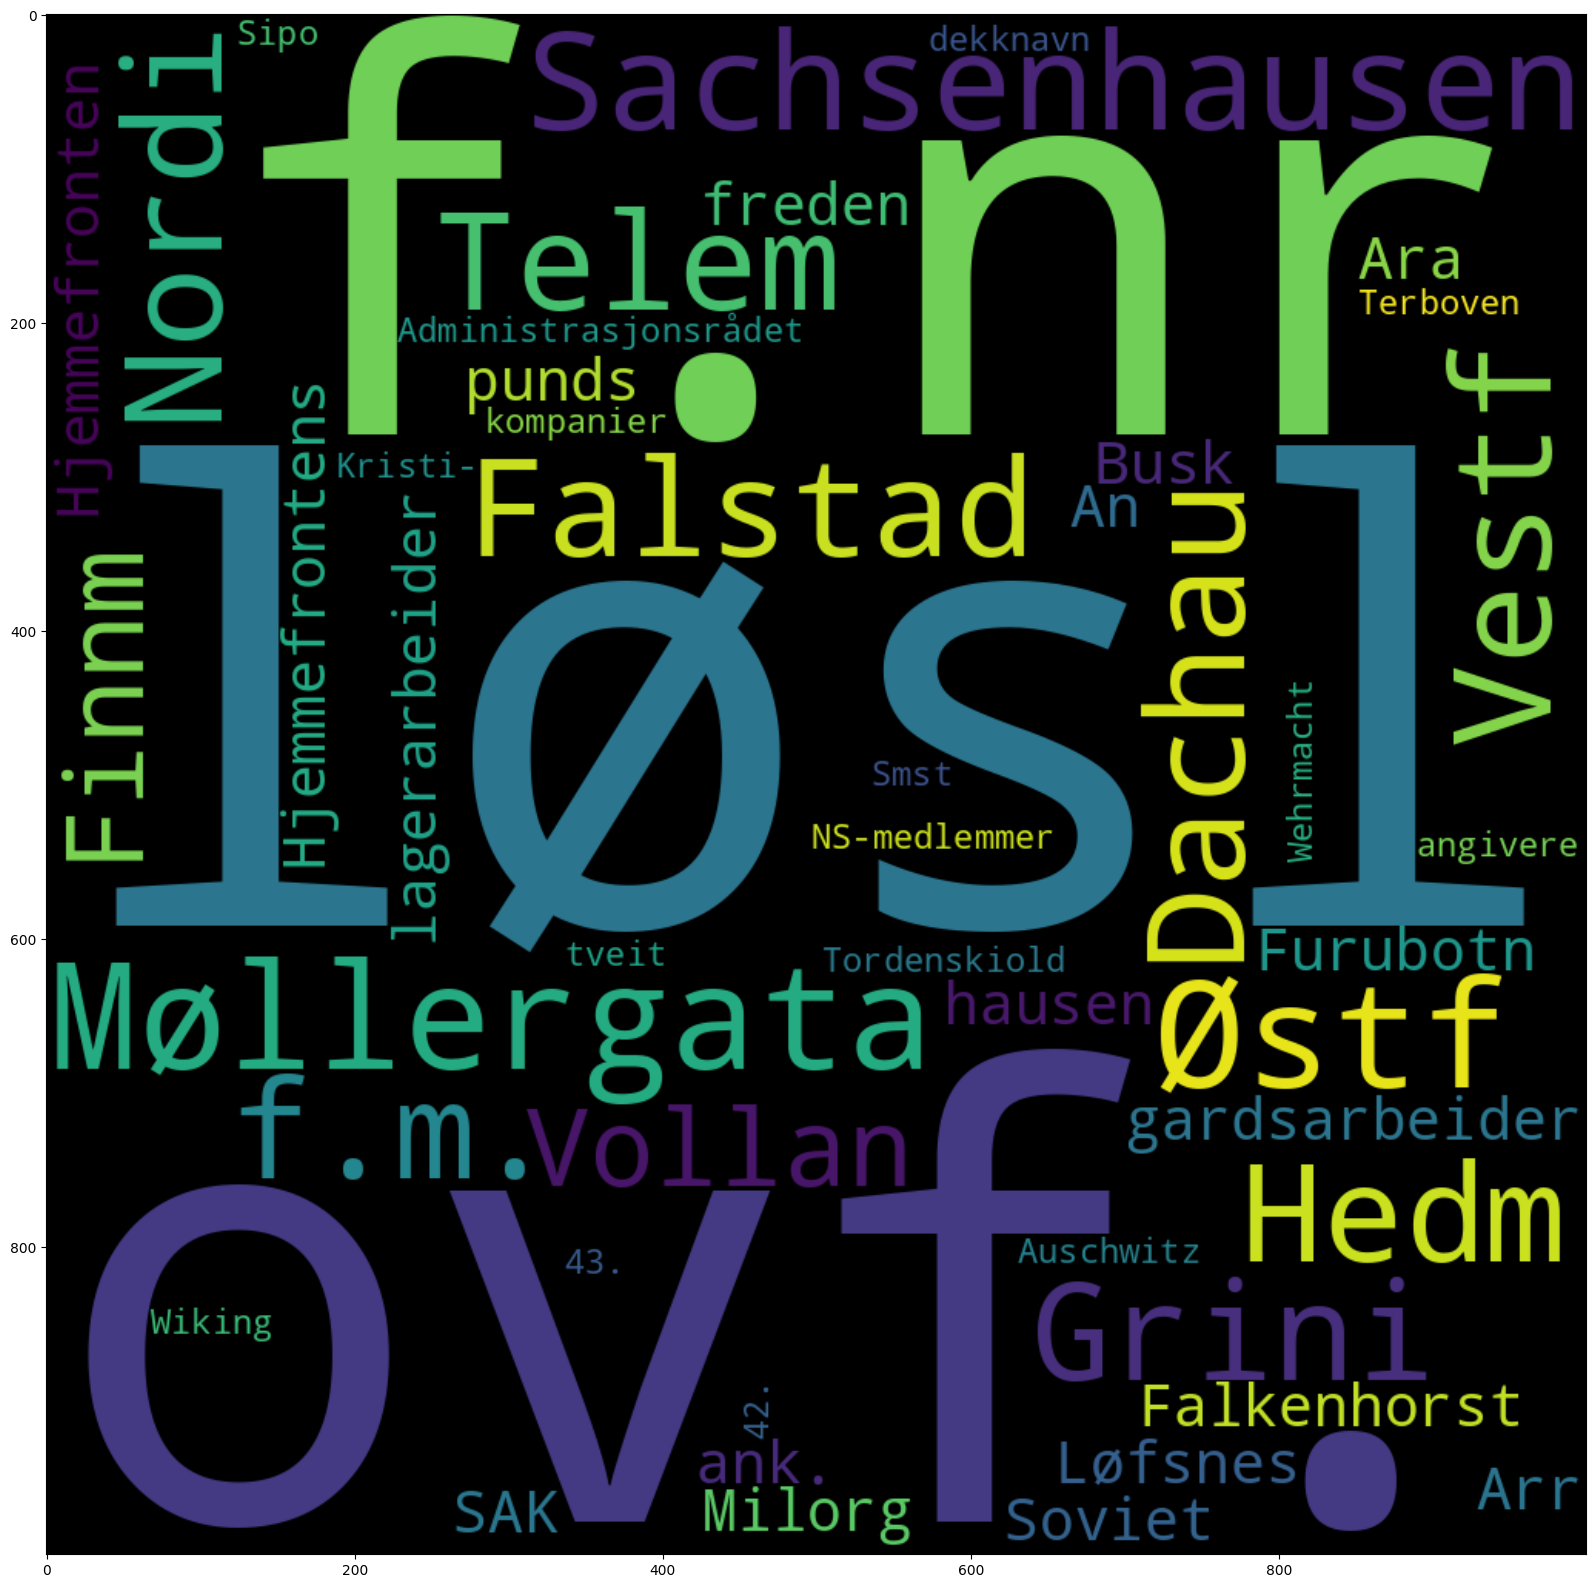 0
Sipo
f.nr
Sachsenhausen
dekknavn
Hjemmefronten
Nordi
freden
Telem
Ara
Terboven
200
Administrasjonsrådet
punds
kompanier
Vestf
Hjemmefrontens
Kristi-
lagerarbeider
Falstad
Busk
An
Dachau
løsl
Finnm
400
Wehrmacht
Smst
NS-medlemmer
angivere
600
tveit
Tordenskiold
Furubotn
Møllergata
hausen
Østf
f.m.
Vollan
gardsarbeider
Hedm
ovf.
800
43.
Auschwitz
Wiking
Grini
Falkenhorst
42.
ank.
Løfsnes
SAK
Milorg
Soviet
Arr
0 200 400 600 800